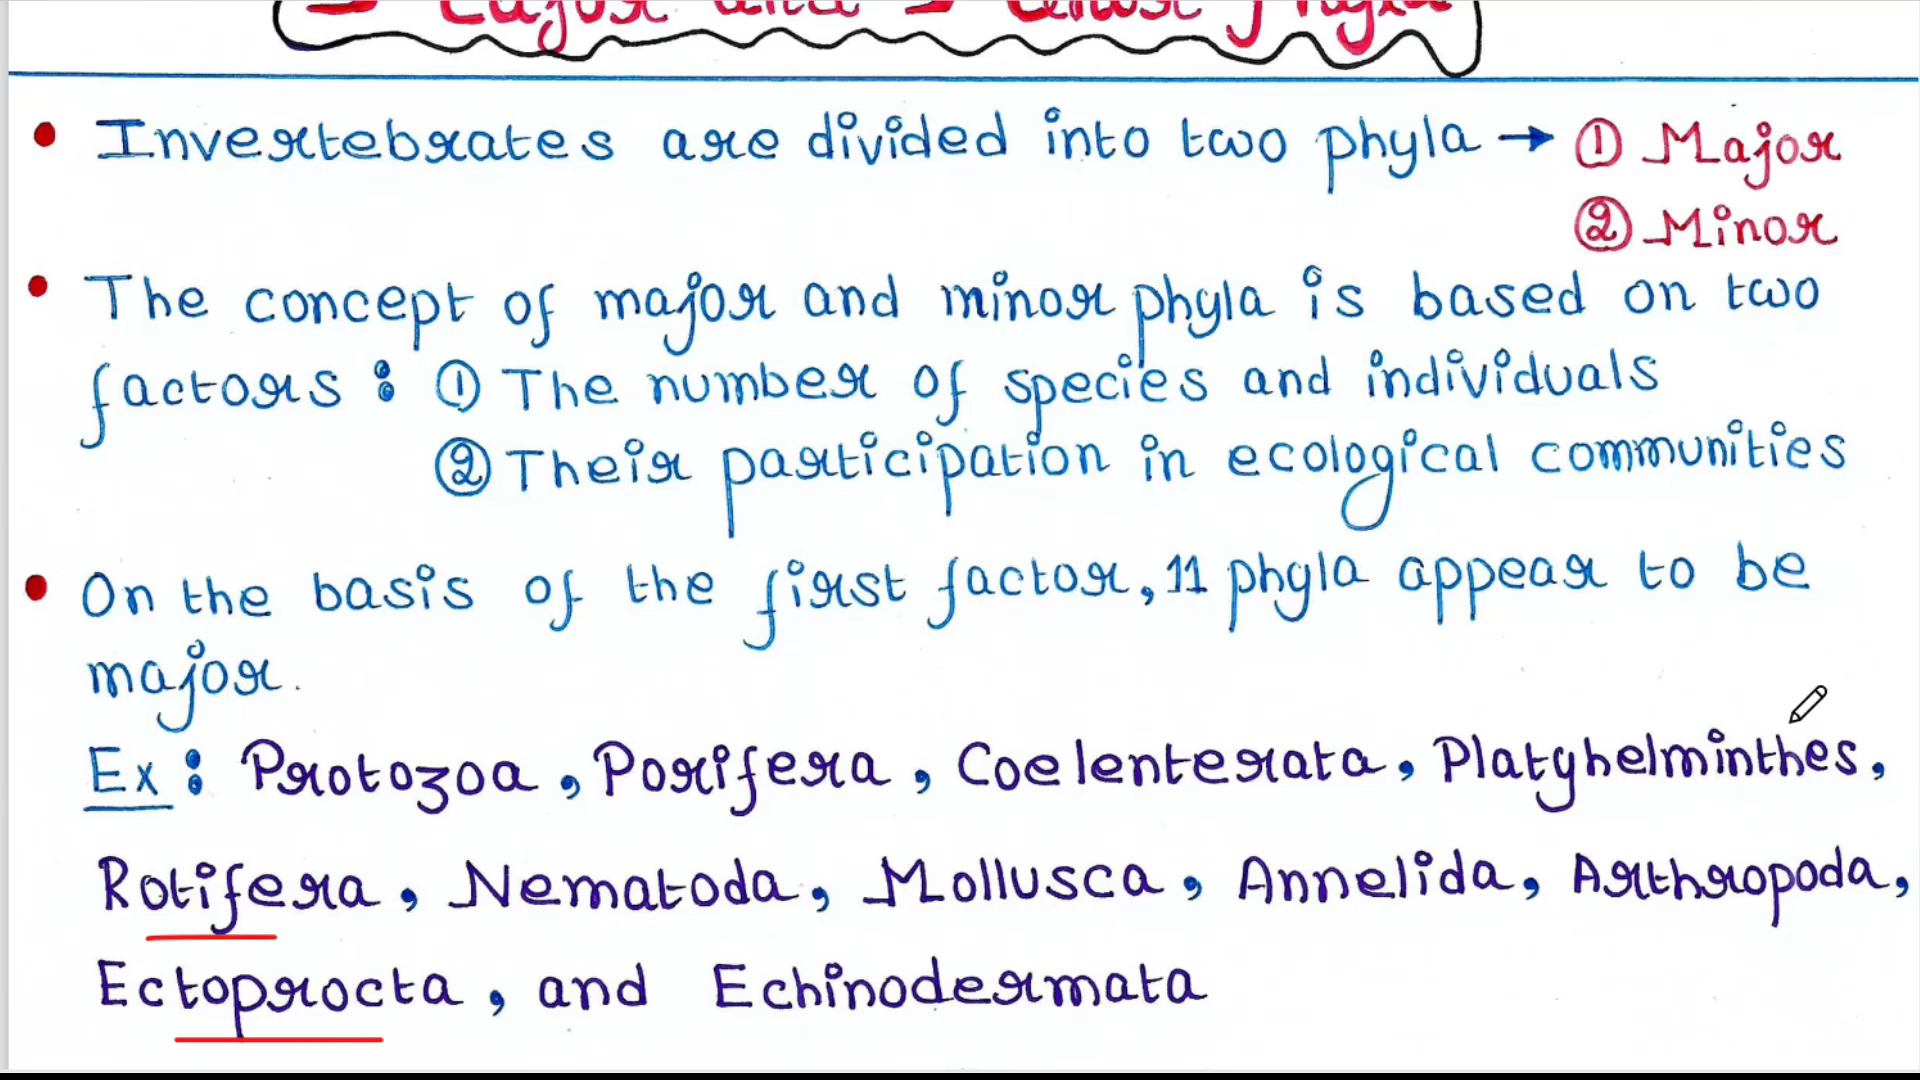 • Invertebrates are divided into two phyla → ① Major
② Minor
• The concept of major and minor phyla is based on two
factors : ① The number of species and individuals
② Their participation in ecological communities
• On the basis of the first factor, 11 phyla appear to be
major.
Ex : Protozoa, Porifera, Coelenterata, Platyhelminthes,
Rotifera, Nematoda, Mollusca, Annelida, Arthropoda,
Ectoprocta, and Echinodermata